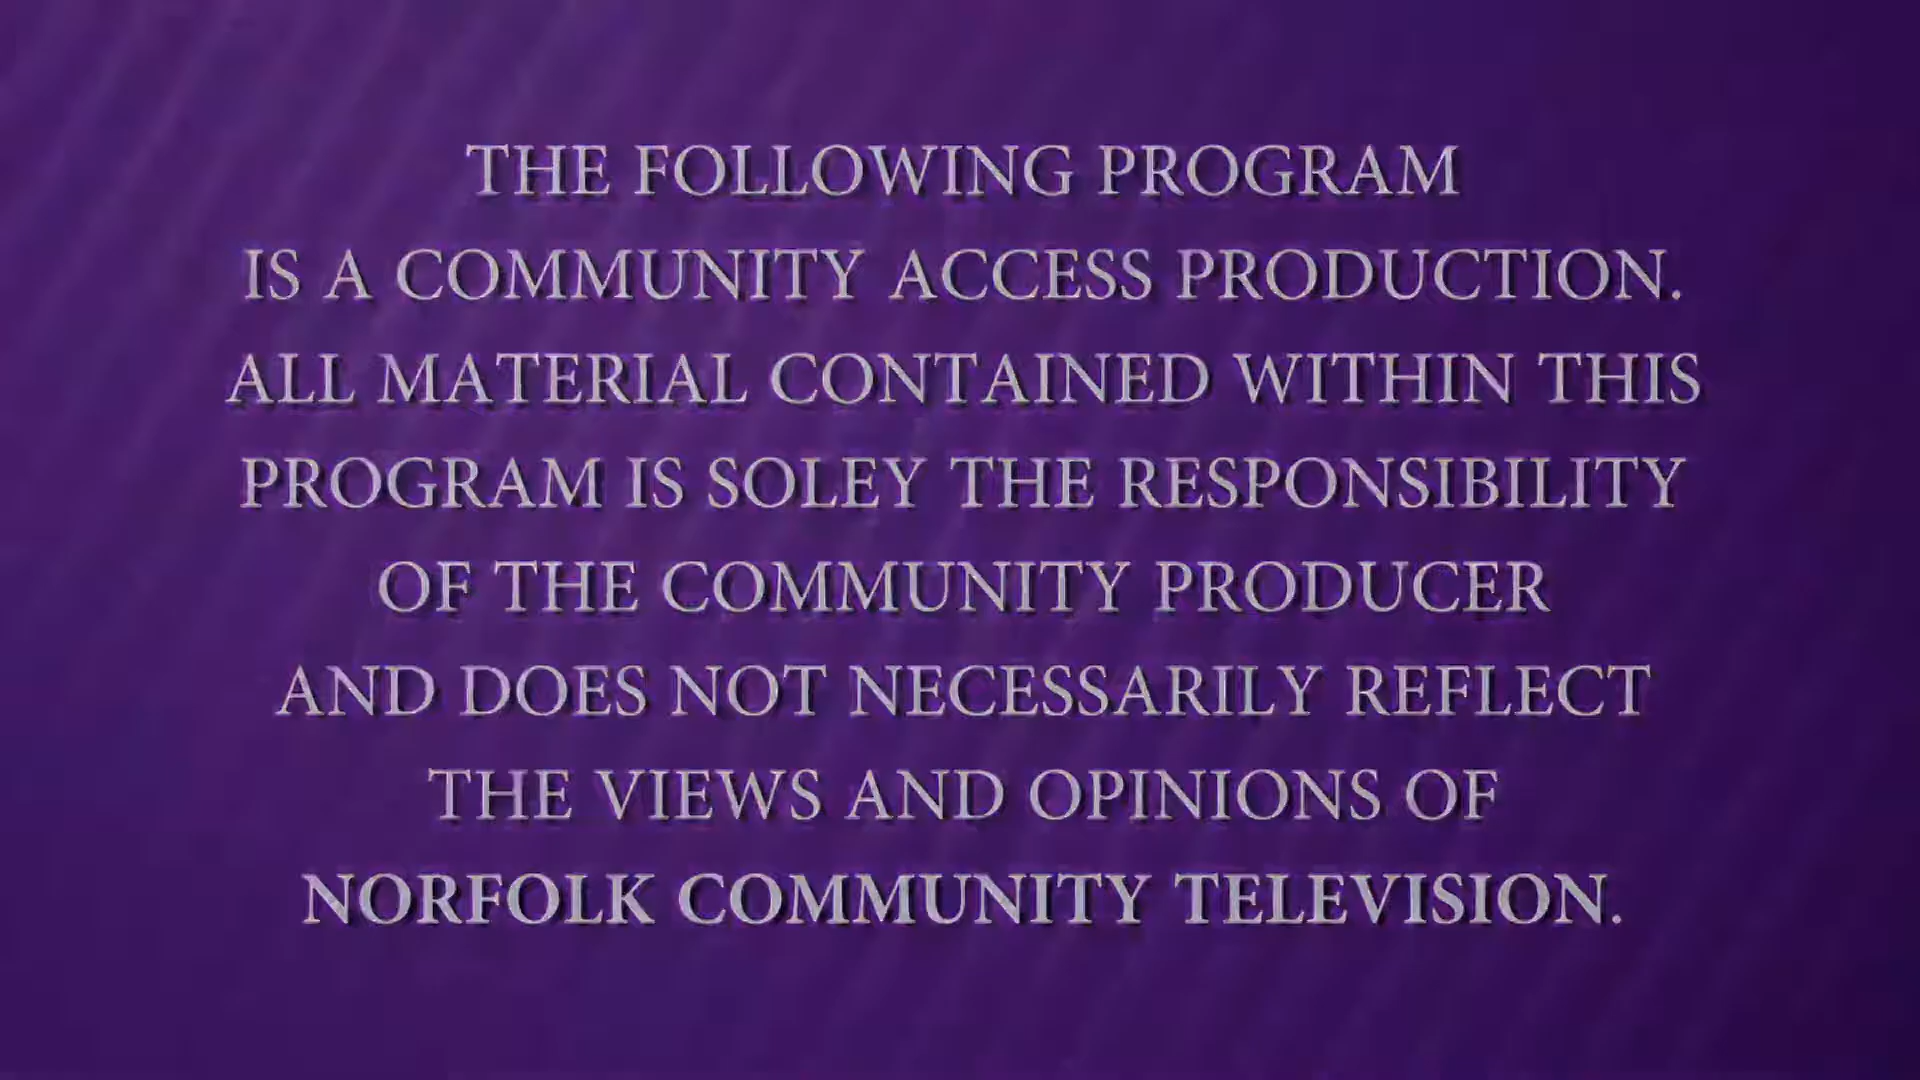 THE FOLLOWING PROGRAM
IS A COMMUNITY ACCESS PRODUCTION.
ALL MATERIAL CONTAINED WITHIN THIS
PROGRAM IS SOLEY THE RESPONSIBILITY
OF THE COMMUNITY PRODUCER
AND DOES NOT NECESSARILY REFLECT
THE VIEWS AND OPINIONS OF
NORFOLK COMMUNITY TELEVISION.